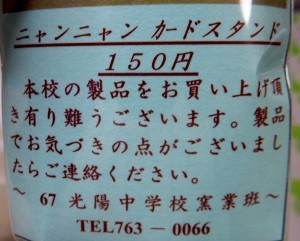 ニャンニャン カードスタンド
１５０円
本校の製品をお買い上げ頂
き有り難うございます。製品
でお気づきの点がございまし
たらご連絡ください。
～ 67 光陽中学校窯業班～
TEL763－0066